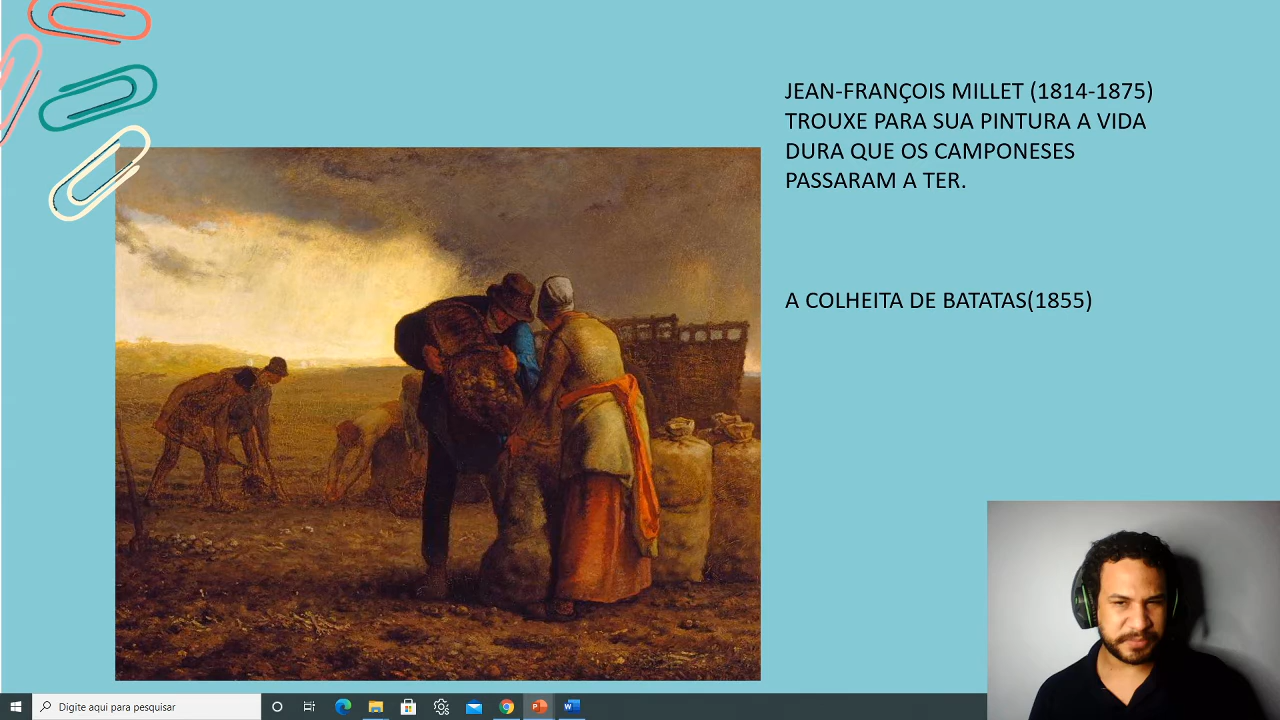 JEAN-FRANÇOIS MILLET (1814-1875)
TROUXE PARA SUA PINTURA A VIDA
DURA QUE OS CAMPONESES
PASSARAM A TER.
A COLHEITA DE BATATAS(1855)
Digite aqui para pesquisar